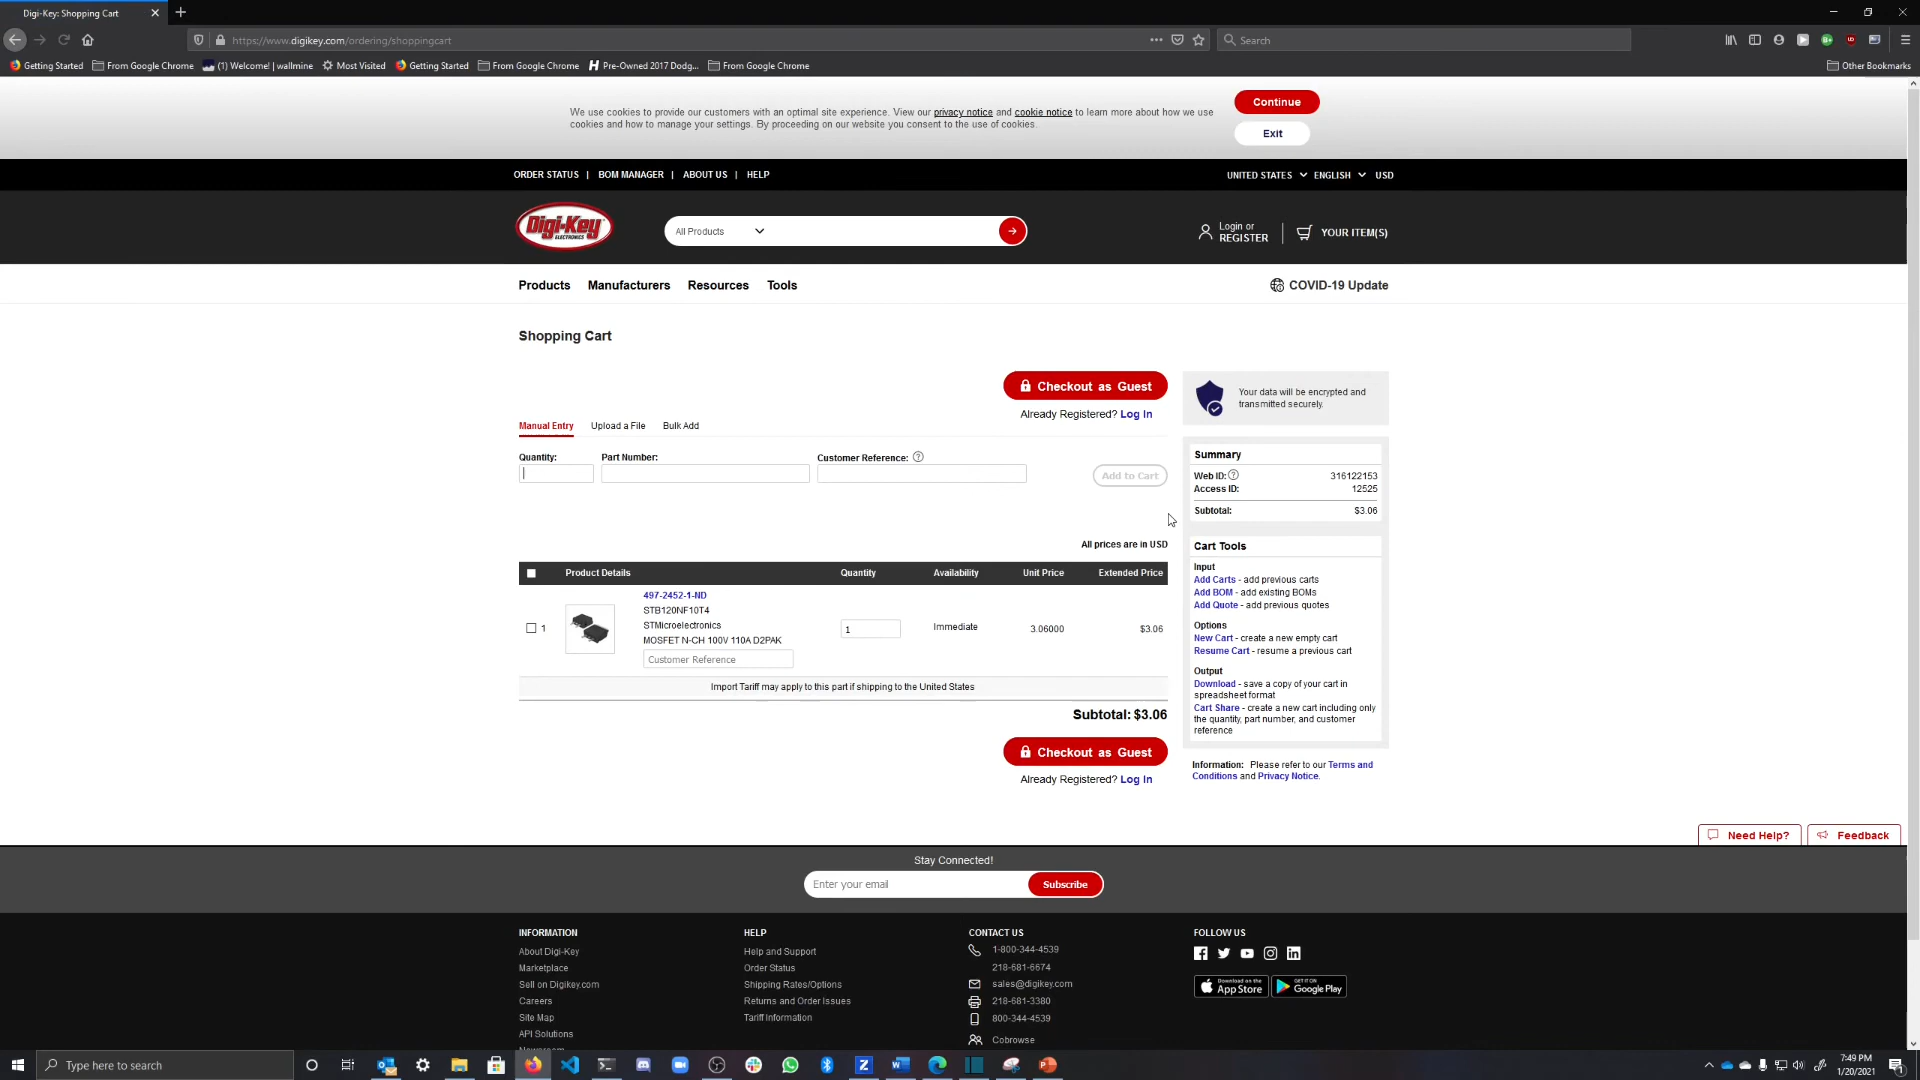 Digi-Key: Shopping Cart
https://www.digikey.com/ordering/shoppingcart
Search
Getting Started From Google Chrome (1) Welcome! | wallmine Most Visited Getting Started From Google Chrome Pre-Owned 2017 Dodg... From Google Chrome Other Bookmarks
We use cookies to provide our customers with an optimal site experience. View our privacy notice and cookie notice to learn more about how we use
cookies and how to manage your settings. By proceeding on our website you consent to the use of cookies.
Continue
Exit
ORDER STATUS | BOM MANAGER | ABOUT US | HELP
UNITED STATES ENGLISH USD
Digi-Key
ELECTRONICS
All Products
Login or
REGISTER
YOUR ITEM(S)
Products Manufacturers Resources Tools
COVID-19 Update
Shopping Cart
Checkout as Guest
Already Registered? Log In
Your data will be encrypted and
transmitted securely.
Manual Entry Upload a File Bulk Add
Quantity: Part Number: Customer Reference: ?
Add to Cart
All prices are in USD
Product Details Quantity Availability Unit Price Extended Price
1
497-2452-1-ND
STB120NF10T4
STMicroelectronics
MOSFET N-CH 100V 110A D2PAK
Customer Reference
1
Immediate
3.06000
$3.06
Import Tariff may apply to this part if shipping to the United States
Subtotal: $3.06
Checkout as Guest
Already Registered? Log In
Summary
Web ID: ? 316122153
Access ID: 12525
Subtotal: $3.06
Cart Tools
Input
Add Carts - add previous carts
Add BOM - add existing BOMs
Add Quote - add previous quotes
Options
New Cart - create a new empty cart
Resume Cart - resume a previous cart
Output
Download - save a copy of your cart in
spreadsheet format
Cart Share - create a new cart including only
the quantity, part number, and customer
reference
Information: Please refer to our Terms and
Conditions and Privacy Notice.
Need Help?
Feedback
Stay Connected!
Enter your email
Subscribe
INFORMATION
About Digi-Key
Marketplace
Sell on Digikey.com
Careers
Site Map
API Solutions
Newsroom
HELP
Help and Support
Order Status
Shipping Rates/Options
Returns and Order Issues
Tariff Information
CONTACT US
1-800-344-4539
218-681-6674
sales@digikey.com
218-681-3380
800-344-4539
Cobrowse
FOLLOW US
Download on the
App Store
GET IT ON
Google Play
Type here to search
7:49 PM
1/20/2021